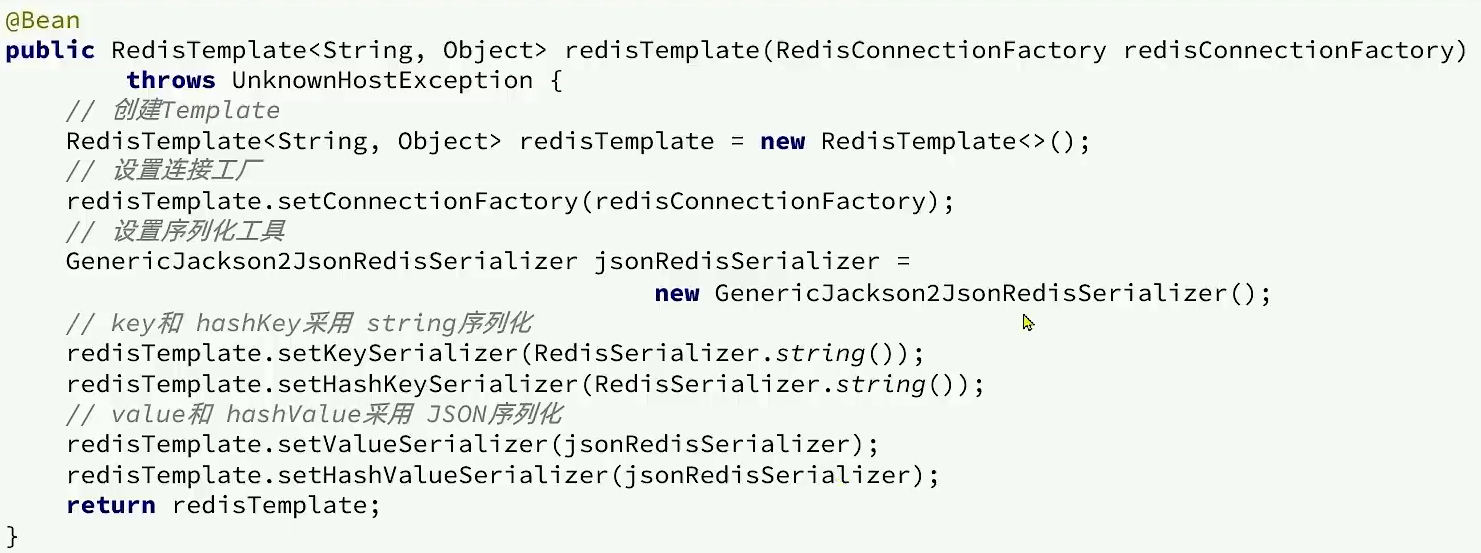 @Bean
public RedisTemplate<String, Object> redisTemplate(RedisConnectionFactory redisConnectionFactory)
throws UnknownHostException {
// 创建Template
RedisTemplate<String, Object> redisTemplate = new RedisTemplate<>();
// 设置连接工厂
redisTemplate.setConnectionFactory(redisConnectionFactory);
// 设置序列化工具
GenericJackson2JsonRedisSerializer jsonRedisSerializer =
new GenericJackson2JsonRedisSerializer();
// key和 hashKey采用 string序列化
redisTemplate.setKeySerializer(RedisSerializer.string());
redisTemplate.setHashKeySerializer(RedisSerializer.string());
// value和 hashValue采用 JSON序列化
redisTemplate.setValueSerializer(jsonRedisSerializer);
redisTemplate.setHashValueSerializer(jsonRedisSerializer);
return redisTemplate;
}